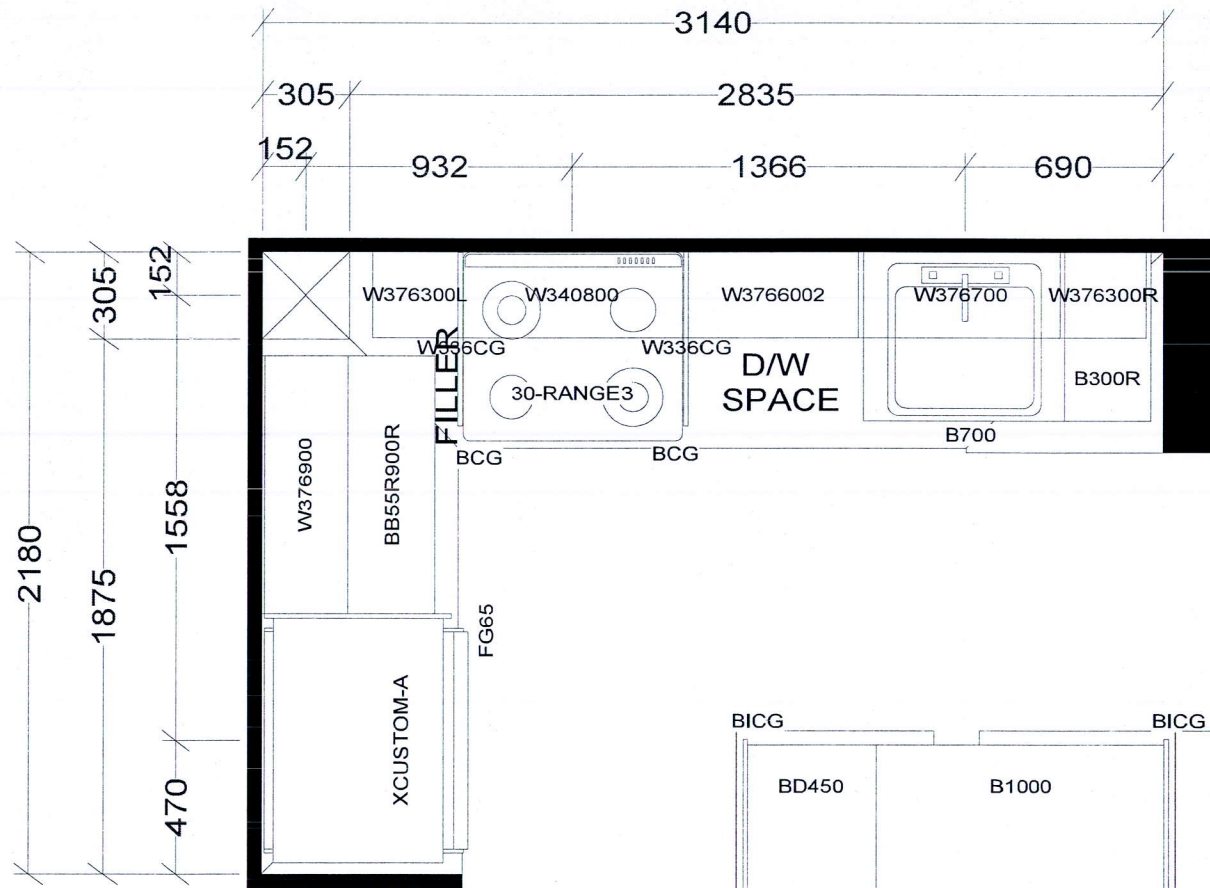 3140
305
2835
152
932
1366
690
2180
305
152
1875
1558
470
W376300L
W340800
W3766002
W376700
W376300R
W336CG
W336CG
FILLER
30-RANGE3
D/W
SPACE
B300R
B700
BCG
BCG
W376900
BB55R900R
FG65
XCUSTOM-A
BICG
BICG
BD450
B1000